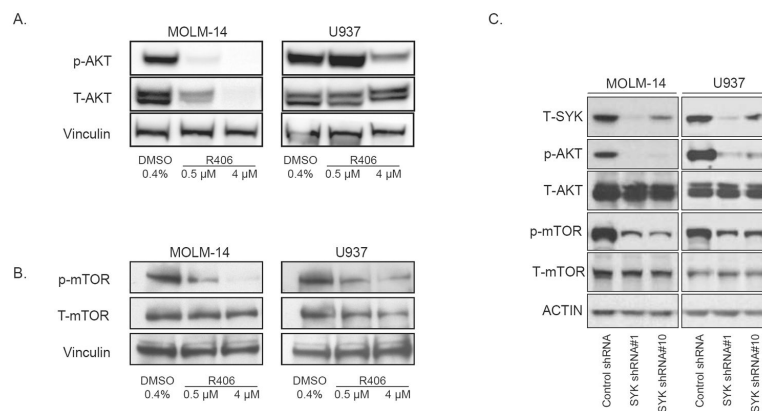 A.
MOLM-14 U937
p-AKT
T-AKT
Vinculin
DMSO R406 DMSO R406
0.4% 0.5 µM 4 µM 0.4% 0.5 µM 4 µM
B.
MOLM-14 U937
p-mTOR
T-mTOR
Vinculin
DMSO R406 DMSO R406
0.4% 0.5 µM 4 µM 0.4% 0.5 µM 4 µM
C.
MOLM-14 U937
T-SYK
p-AKT
T-AKT
p-mTOR
T-mTOR
ACTIN
Control shRNA
SYK shRNA#1
SYK shRNA#10
Control shRNA
SYK shRNA#1
SYK shRNA#10